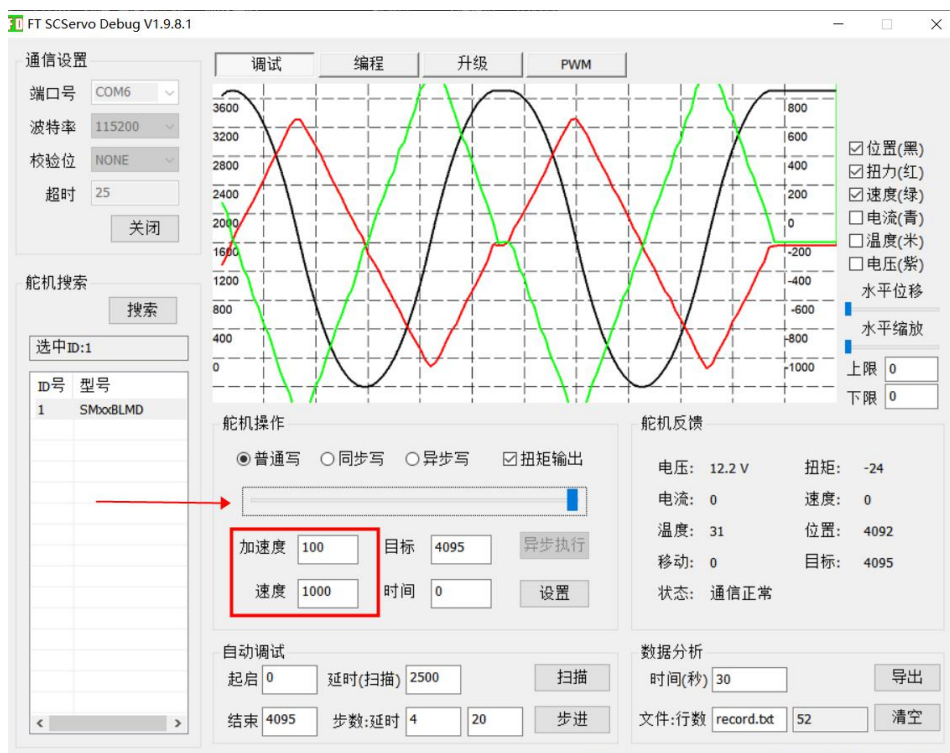 FT SCServo Debug V1.9.8.1
通信设置
端口号 COM6
波特率 115200
校验位 NONE
超时 25
关闭
舵机搜索
搜索
选中ID:1
ID号 型号
1 SMxxBLMD
调试 编程 升级 PWM
3600
3200
2800
2400
2000
1600
1200
800
400
0
800
600
400
200
0
-200
-400
-600
-800
-1000
位置(黑)
扭力(红)
速度(绿)
电流(青)
温度(米)
电压(紫)
水平位移
水平缩放
上限 0
下限 0
舵机操作
普通写 同步写 异步写 扭矩输出
加速度 100 目标 4095 异步执行
速度 1000 时间 0 设置
舵机反馈
电压: 12.2 V 扭矩: -24
电流: 0 速度: 0
温度: 31 位置: 4092
移动: 0 目标: 4095
状态: 通信正常
自动调试
起启 0 延时(扫描) 2500 扫描
结束 4095 步数:延时 4 20 步进
数据分析
时间(秒) 30 导出
文件:行数 record.txt 52 清空